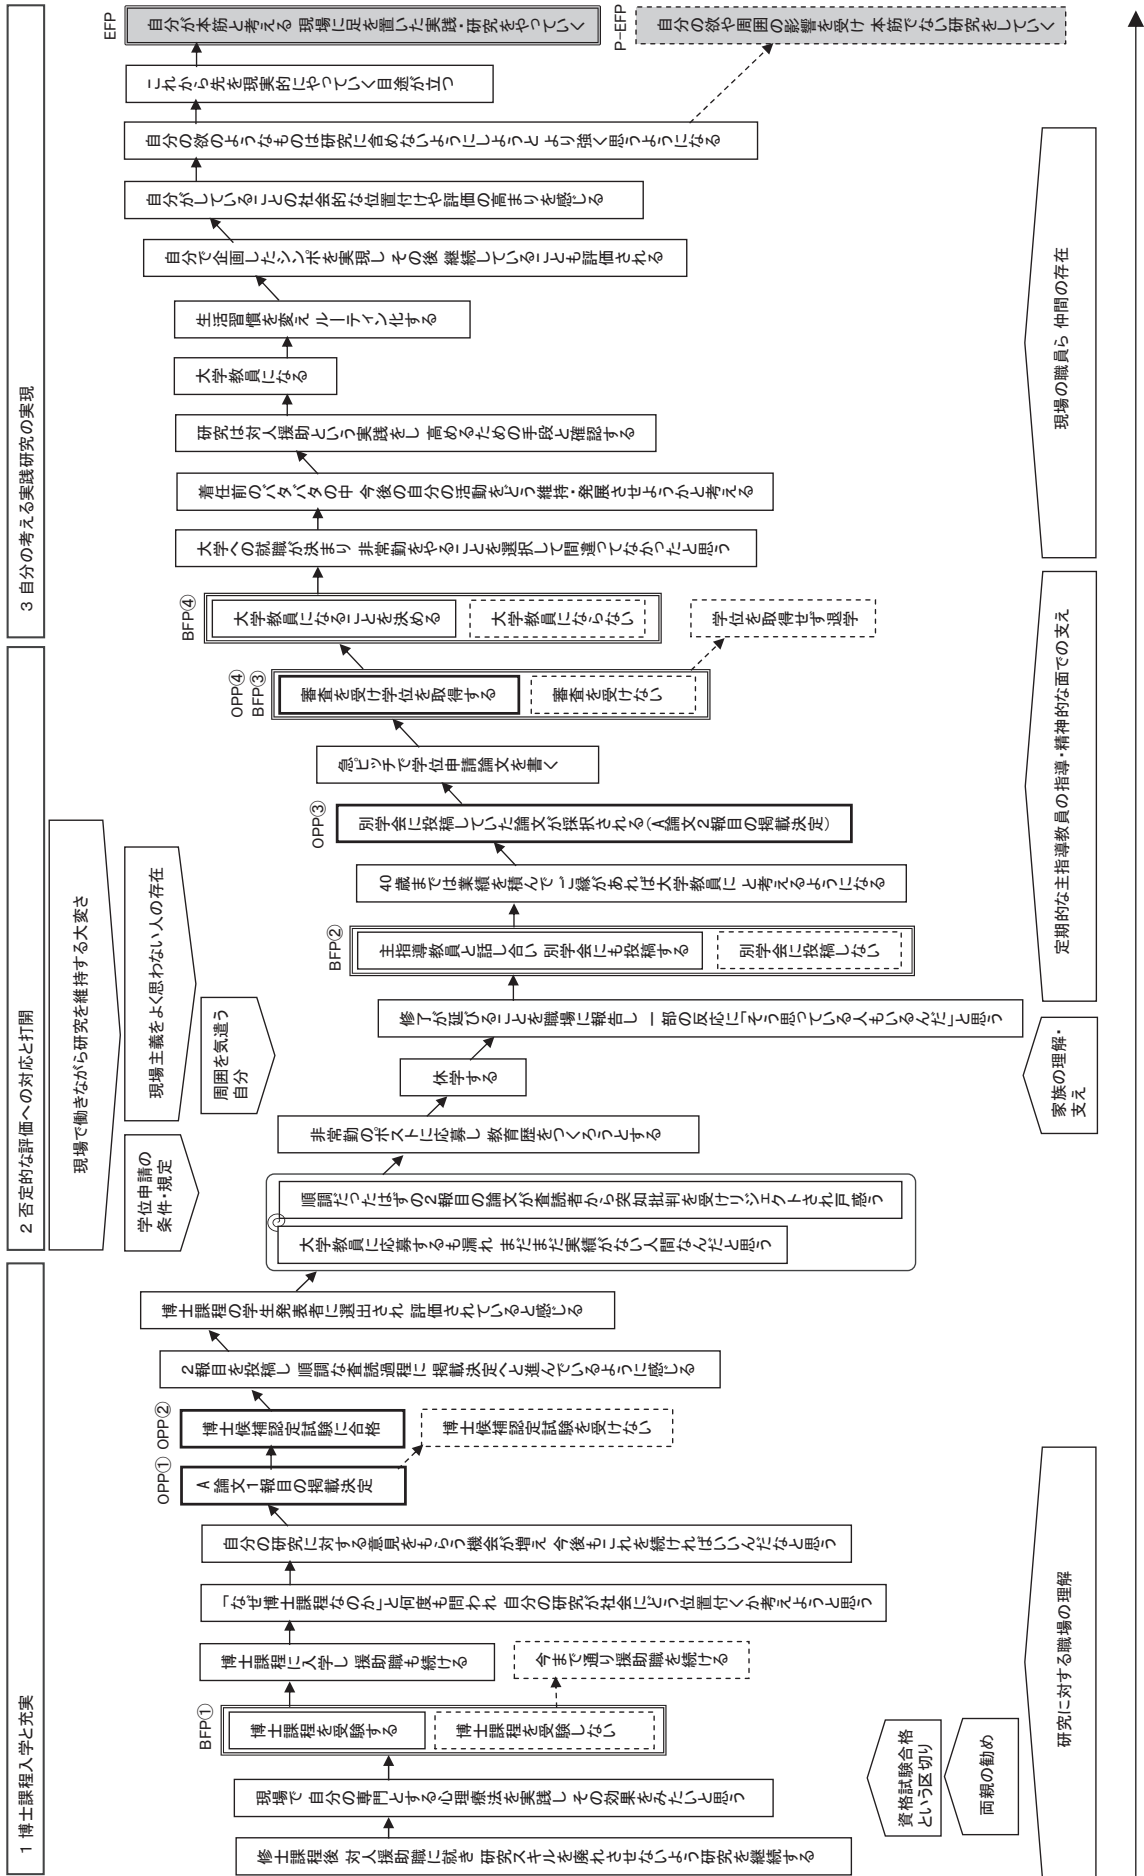 1 博士課程入学と充実
2 否定的な評価への対応と打開
3 自分の考える実践研究の実現
現場で働きながら研究を維持する大変さ
学位申請の
条件・規定
現場主義をよく思わない人の存在
周囲を気遣う
自分
修士課程後 対人援助職に就き 研究スキルを廃れさせないよう研究を継続する
現場で 自分の専門とする心理療法を実践し その効果をみたいと思う
BFP①
博士課程を受験する
博士課程を受験しない
博士課程に入学し 援助職も続ける
今まで通り援助職を続ける
「なぜ博士課程なのか」と何度も問われ 自分の研究が社会にどう位置付くか考えようと思う
自分の研究に対する意見をもらう機会が増え 今後もこれを続ければいいんだなと思う
OPP①
A論文1報目の掲載決定
OPP②
博士候補認定試験に合格
博士候補認定試験を受けない
2報目を投稿し 順調な査読過程に 掲載決定へと進んでいるように感じる
博士課程の学生発表者に選出され 評価されていると感じる
大学教員に応募するも漏れ まだまだ実績がない人間なんだと思う
順調だったはずの2報目の論文が査読者から突如批判を受けリジェクトされ戸惑う
非常勤のポストに応募し 教育歴をつくろうとする
休学する
修了が延びることを職場に報告し 一部の反応に「そう思っている人もいるんだ」と思う
BFP②
主指導教員と話し合い 別学会にも投稿する
別学会に投稿しない
40歳までは業績を積んで ご縁があれば大学教員に と考えるようになる
OPP③
別学会に投稿していた論文が採択される(A論文2報目の掲載決定)
急ピッチで学位申請論文を書く
OPP④
BFP③
審査を受け学位を取得する
審査を受けない
学位を取得せず退学
BFP④
大学教員になることを決める
大学教員にならない
大学への就職が決まり 非常勤をやることを選択して間違ってなかったと思う
着任前のバタバタの中 今後の自分の活動をどう維持・発展させようかと考える
研究は対人援助という実践をし 高めるための手段と確認する
大学教員になる
生活習慣を変え ルーティン化する
自分で企画したシンポを実現し その後 継続していることも評価される
自分がしていることの社会的な位置付けや評価の高まりを感じる
自分の欲のようなものは研究に含めないようにしようと より強く思うようになる
これから先を現実的にやっていく目途が立つ
EFP
自分が本筋と考える 現場に足を置いた実践・研究をやっていく
P-EFP
自分の欲や周囲の影響を受け 本筋でない研究をしていく
資格試験合格
という区切り
両親の勧め
研究に対する職場の理解
家族の理解・
支え
定期的な主指導教員の指導・精神的な面での支え
現場の職員ら 仲間の存在